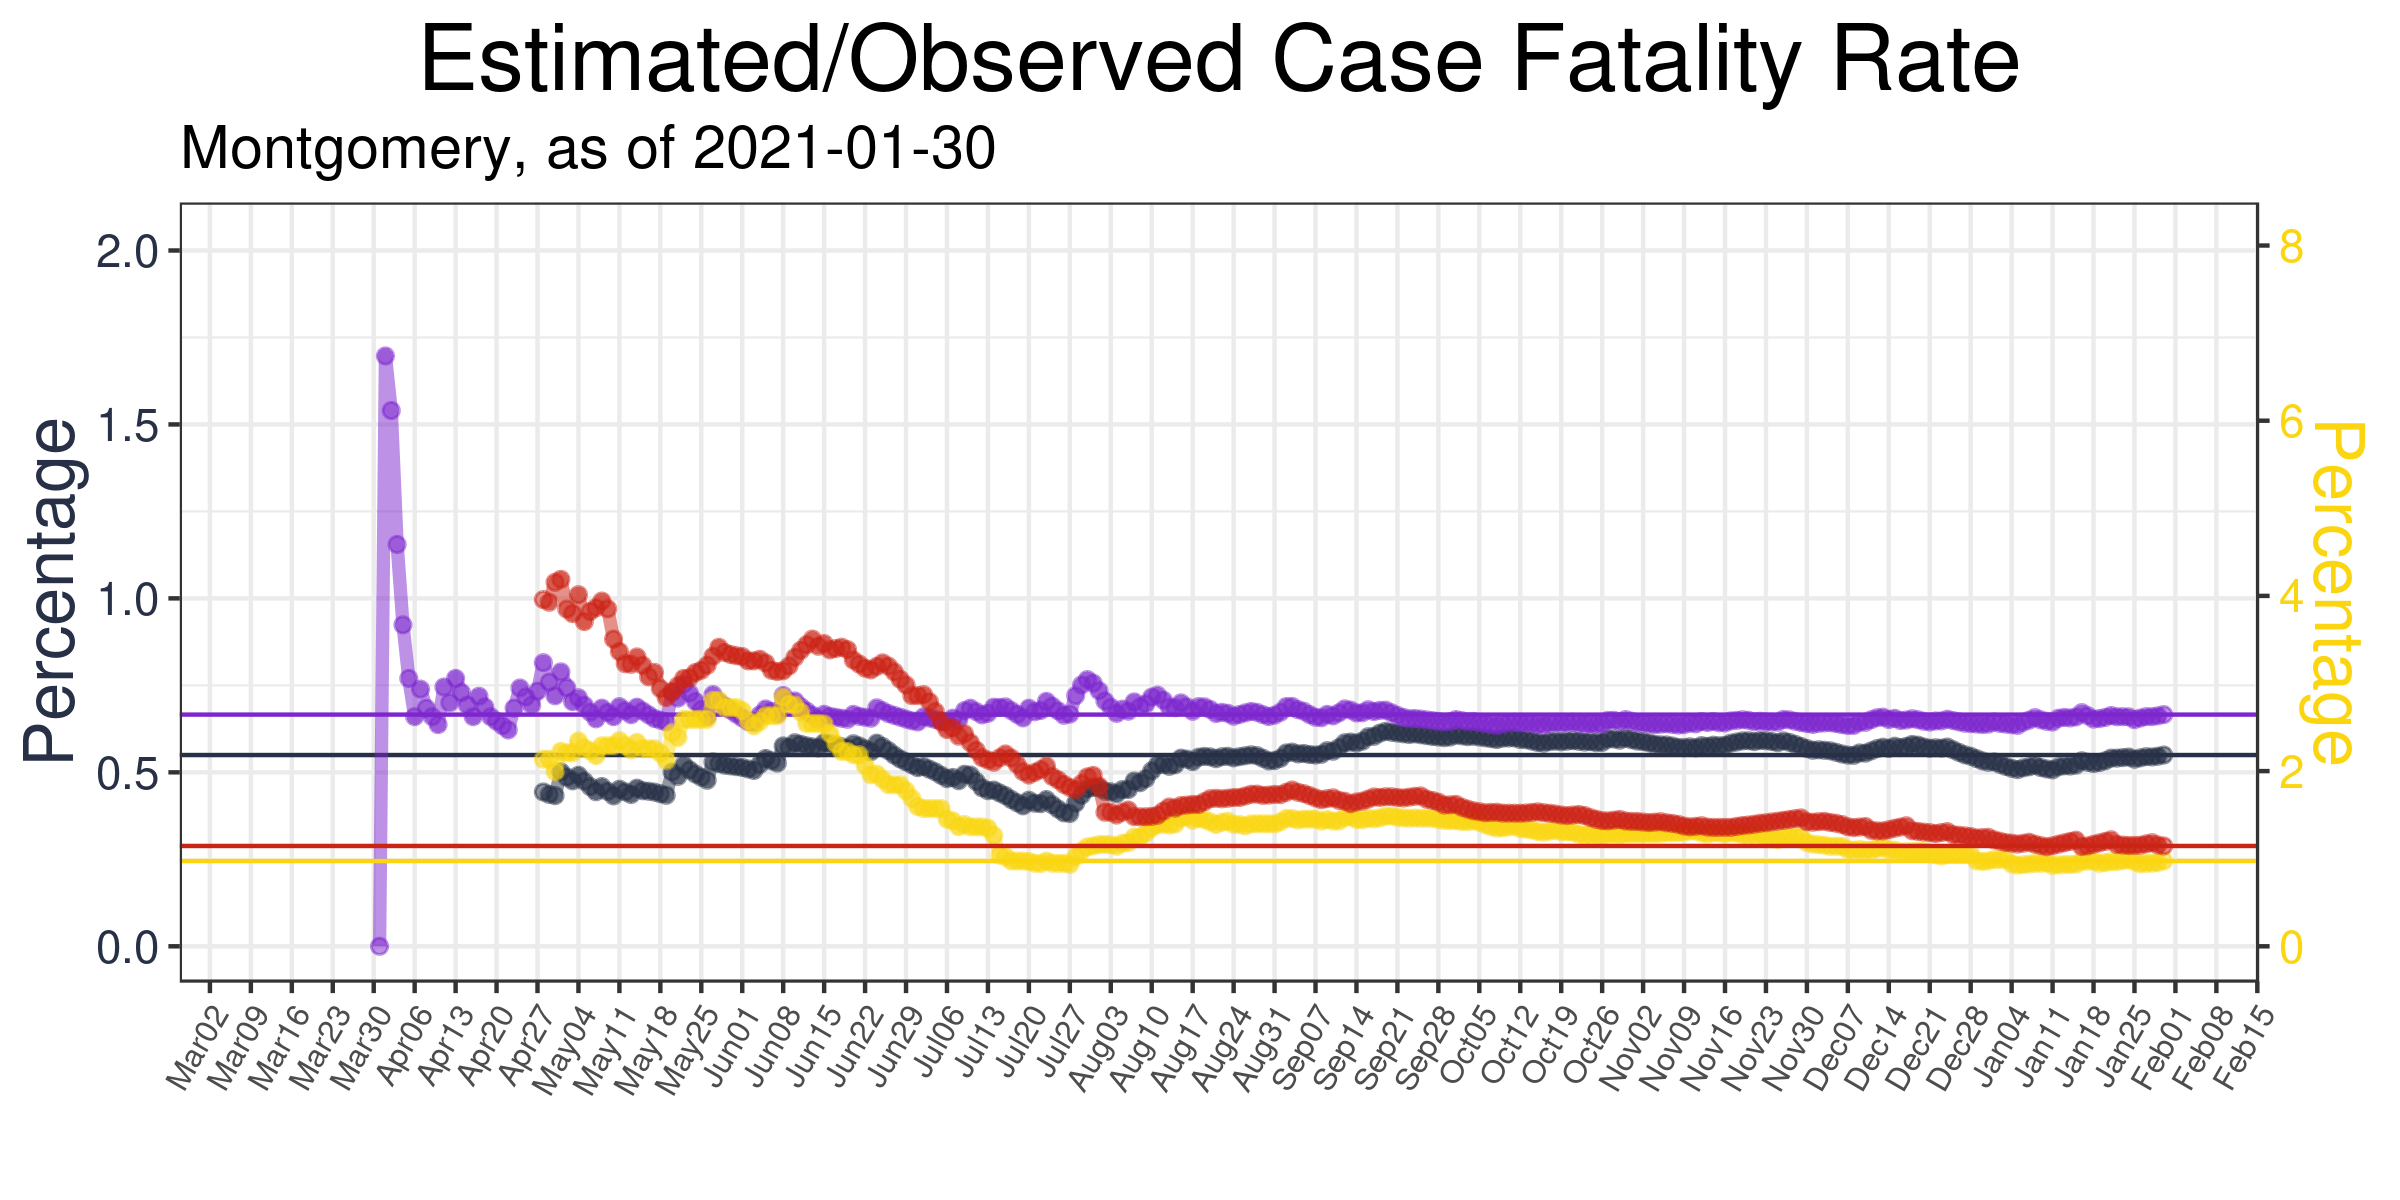 Estimated/Observed Case Fatality Rate
Montgomery, as of 2021-01-30
Percentage
2.0
1.5
1.0
0.5
0.0
8
6
4
2
0
Percentage
Mar02 Mar09 Mar16 Mar23 Mar30 Apr06 Apr13 Apr20 Apr27 May04 May11 May18 May25 Jun01 Jun08 Jun15 Jun22 Jun29 Jul06 Jul13 Jul20 Jul27 Aug03 Aug10 Aug17 Aug24 Aug31 Sep07 Sep14 Sep21 Sep28 Oct05 Oct12 Oct19 Oct26 Nov02 Nov09 Nov16 Nov23 Nov30 Dec07 Dec14 Dec21 Dec28 Jan04 Jan11 Jan18 Jan25 Feb01 Feb08 Feb15